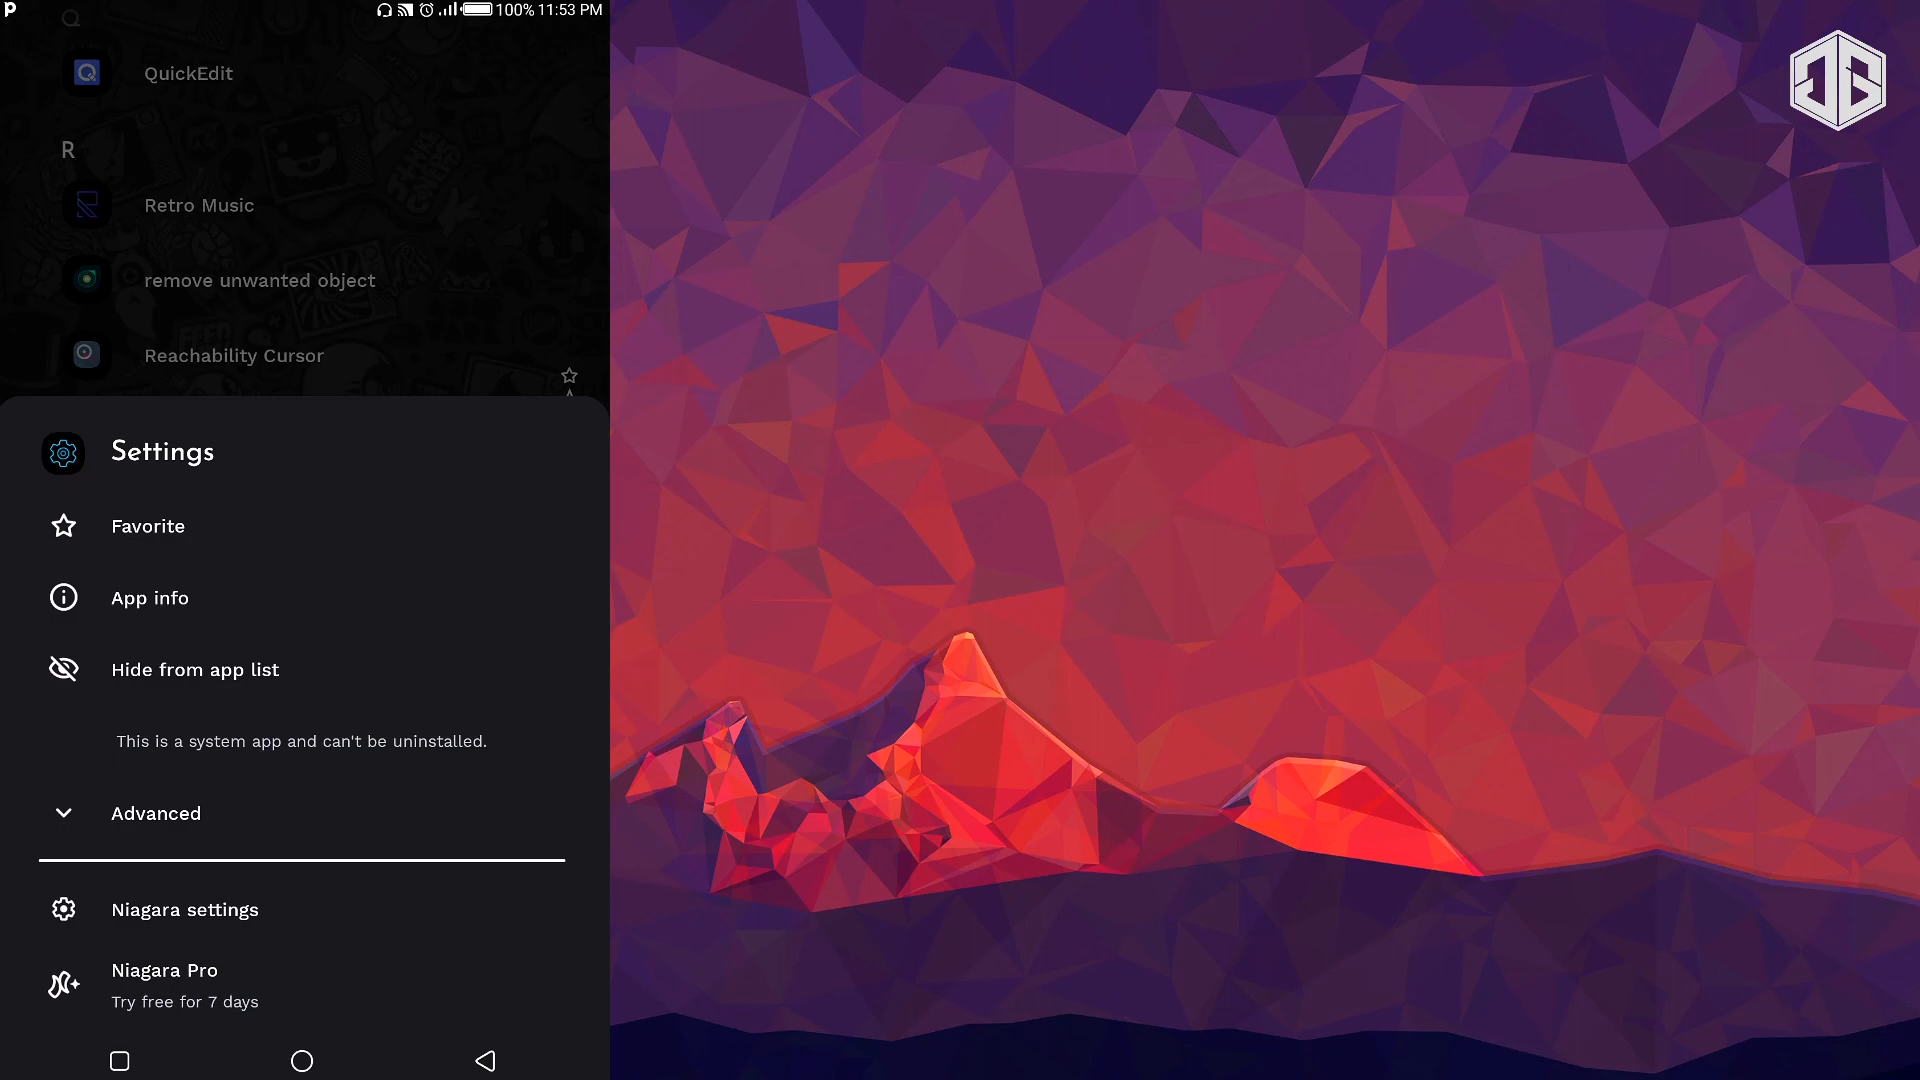 100% 11:53 PM
QuickEdit
R
Retro Music
remove unwanted object
Reachability Cursor
Settings
Favorite
App info
Hide from app list
This is a system app and can't be uninstalled.
Advanced
Niagara settings
Niagara Pro
Try free for 7 days